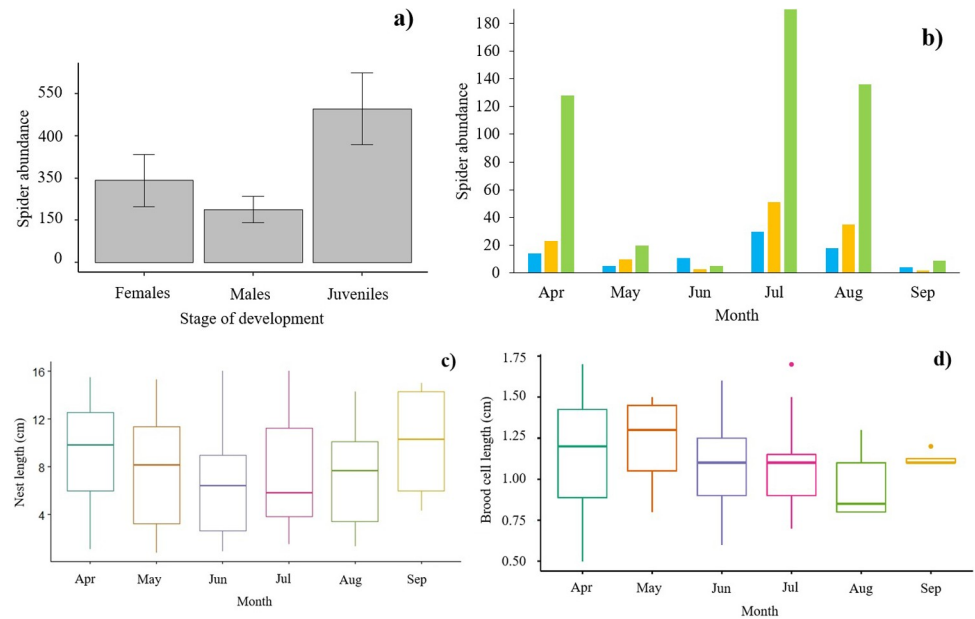 a)
Spider abundance
550
400
350
150
0
Females Males Juveniles
Stage of development
b)
Spider abundance
180
160
140
120
100
80
60
40
20
0
Apr May Jun Jul Aug Sep
Month
c)
Nest length (cm)
16
12
8
4
Apr May Jun Jul Aug Sep
Month
d)
Brood cell length (cm)
1.75
1.50
1.25
1.00
0.75
0.50
Apr May Jun Jul Aug Sep
Month